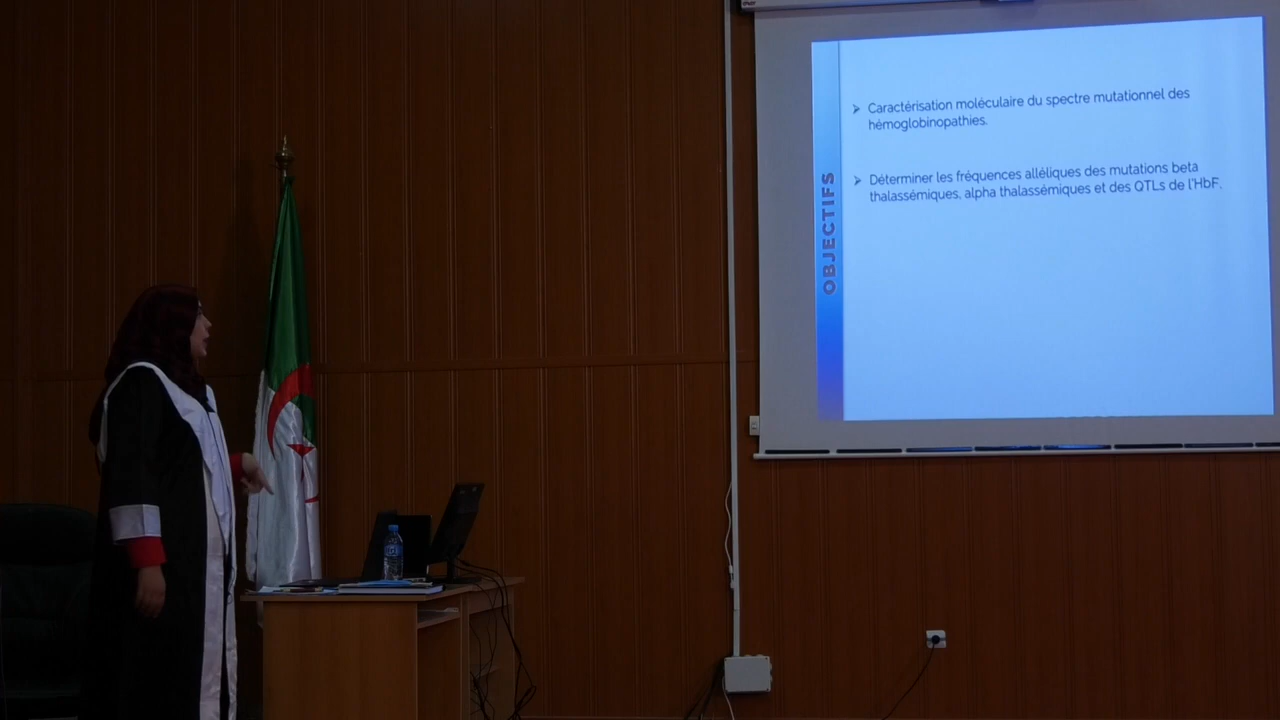 ➢ Caractérisation moléculaire du spectre mutationnel des
hémoglobinopathies.
➢ Déterminer les fréquences alléliques des mutations beta
thalassémiques, alpha thalassémiques et des QTLs de l'HbF.
OBJECTIFS